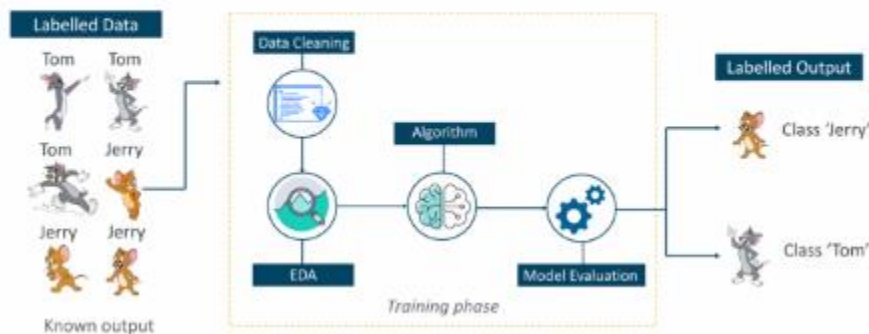 Labelled Data
Tom Tom
Tom Jerry
Jerry Jerry
Known output
Data Cleaning
EDA
Algorithm
Model Evaluation
Training phase
Labelled Output
Class 'Jerry'
Class 'Tom'